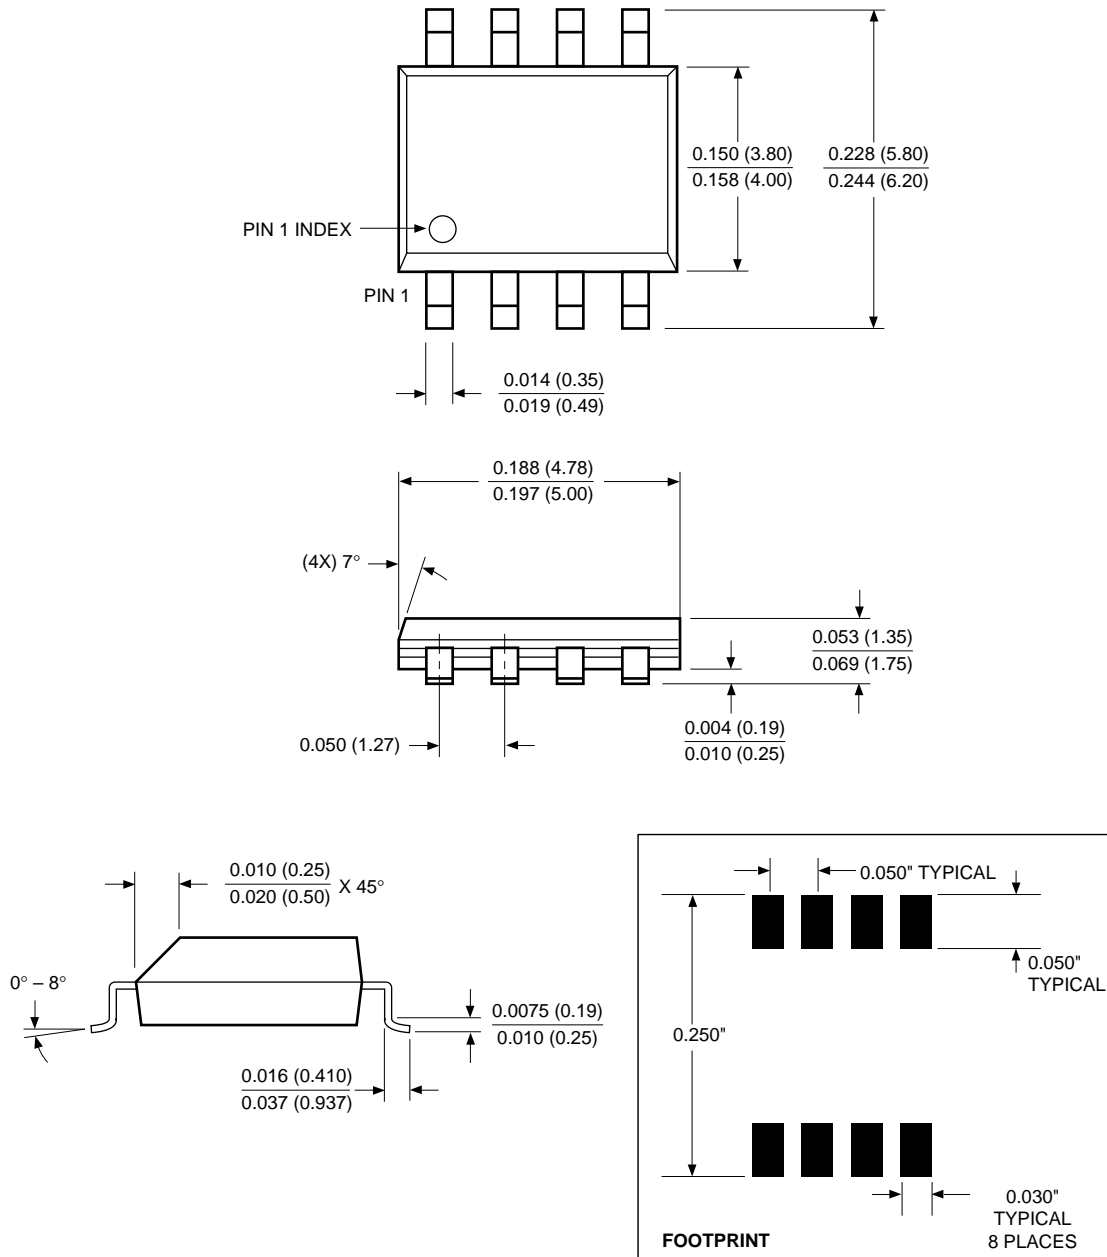 0.150 (3.80)
0.158 (4.00)
0.228 (5.80)
0.244 (6.20)
PIN 1 INDEX
PIN 1
0.014 (0.35)
0.019 (0.49)
0.188 (4.78)
0.197 (5.00)
(4X) 7°
0.053 (1.35)
0.069 (1.75)
0.004 (0.19)
0.010 (0.25)
0.050 (1.27)
0.010 (0.25)
0.020 (0.50)
X 45°
0° – 8°
0.0075 (0.19)
0.010 (0.25)
0.016 (0.410)
0.037 (0.937)
0.050" TYPICAL
0.050"
TYPICAL
0.250"
0.030"
TYPICAL
8 PLACES
FOOTPRINT